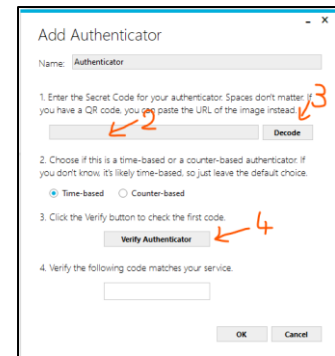 Add Authenticator
Name: Authenticator
1. Enter the Secret Code for your authenticator. Spaces don't matter. If
you have a QR code, you can paste the URL of the image instead.
3
2
Decode
2. Choose if this is a time-based or a counter-based authenticator. If
you don't know, it's likely time-based, so just leave the default choice.
Time-based Counter-based
3. Click the Verify button to check the first code.
4
Verify Authenticator
4. Verify the following code matches your service.
OK Cancel